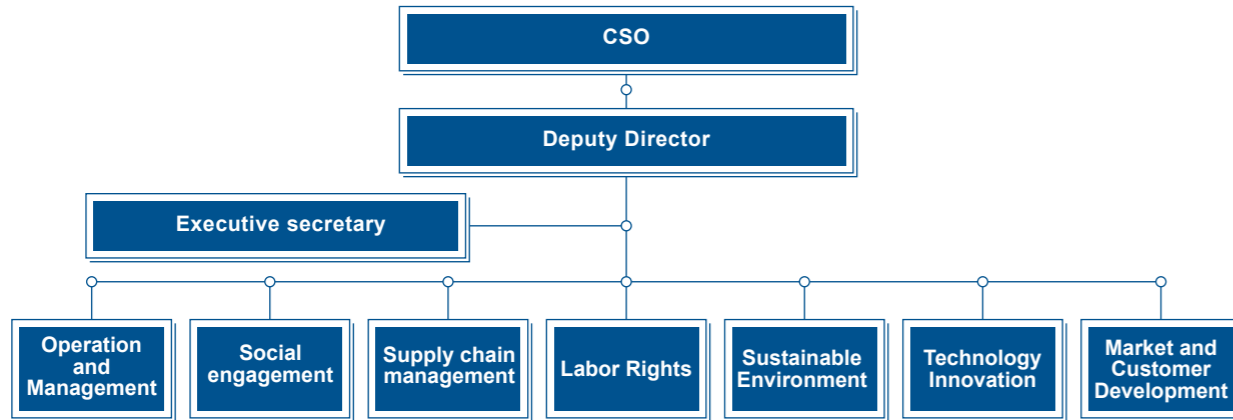 CSO
Deputy Director
Executive secretary
Operation
and
Management
Social
engagement
Supply chain
management
Labor Rights
Sustainable
Environment
Technology
Innovation
Market and
Customer
Development